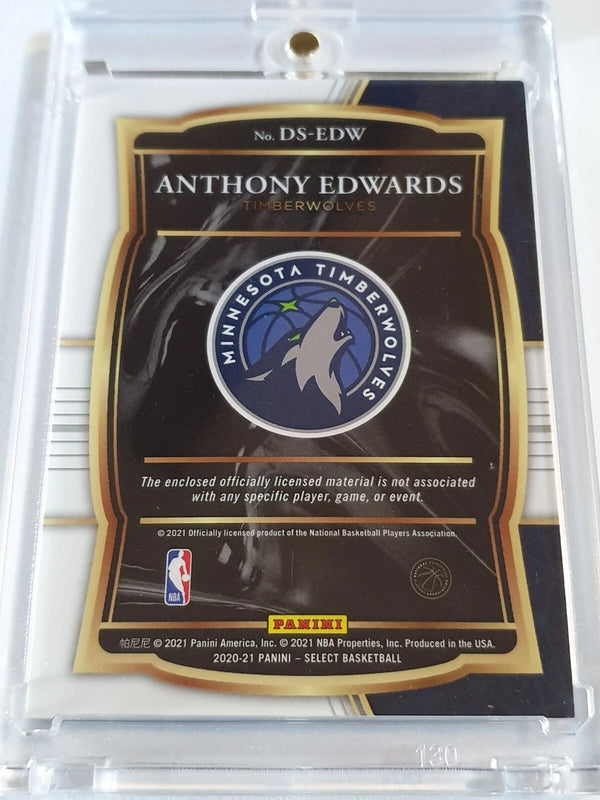 No. DS-EDW
ANTHONY EDWARDS
TIMBERWOLVES
MINNESOTA TIMBERWOLVES
The enclosed officially licensed material is not associated
with any specific player, game, or event.
© 2021 Officially licensed product of the National Basketball Players Association.
NBA
PANINI
帕尼尼 © 2021 Panini America, Inc. © 2021 NBA Properties, Inc. Produced in the USA.
2020-21 PANINI – SELECT BASKETBALL
130